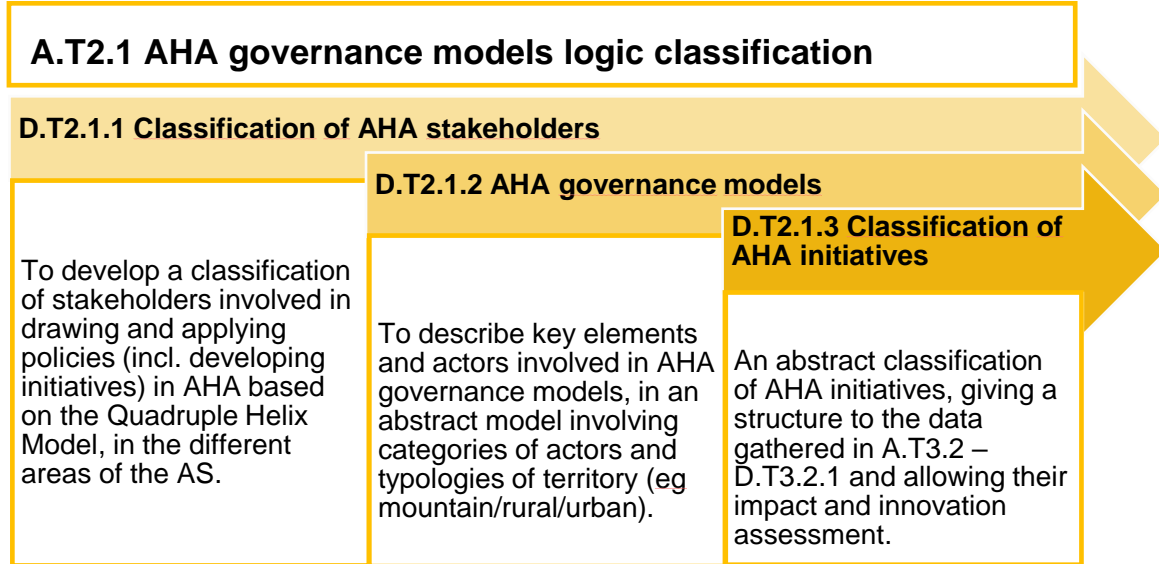 A.T2.1 AHA governance models logic classification
D.T2.1.1 Classification of AHA stakeholders
To develop a classification
of stakeholders involved in
drawing and applying
policies (incl. developing
initiatives) in AHA based
on the Quadruple Helix
Model, in the different
areas of the AS.
D.T2.1.2 AHA governance models
To describe key elements
and actors involved in AHA
governance models, in an
abstract model involving
categories of actors and
typologies of territory (eg
mountain/rural/urban).
D.T2.1.3 Classification of
AHA initiatives
An abstract classification
of AHA initiatives, giving a
structure to the data
gathered in A.T3.2 –
D.T3.2.1 and allowing their
impact and innovation
assessment.